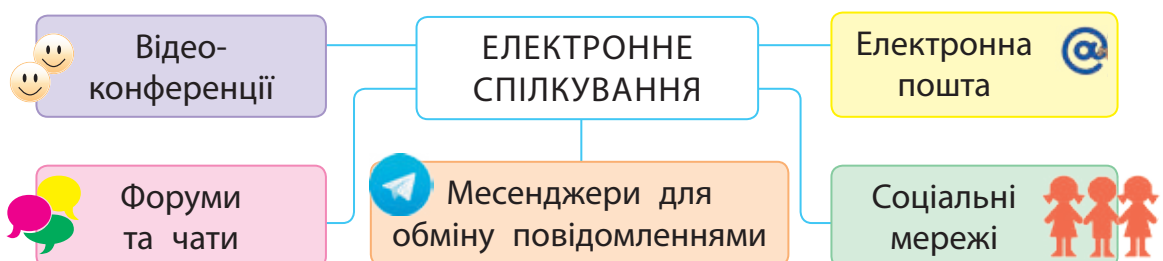 Відео-
конференції
ЕЛЕКТРОННЕ
СПІЛКУВАННЯ
Електронна
пошта
Форуми
та чати
Месенджери для
обміну повідомленнями
Соціальні
мережі